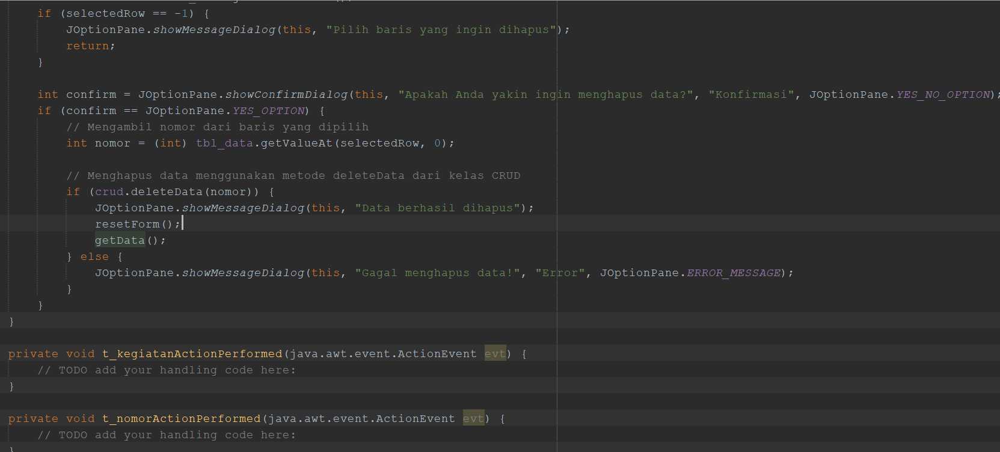 if (selectedRow == -1) {
JOptionPane.showMessageDialog(this, "Pilih baris yang ingin dihapus");
return;
}
int confirm = JOptionPane.showConfirmDialog(this, "Apakah Anda yakin ingin menghapus data?", "Konfirmasi", JOptionPane.YES_NO_OPTION);
if (confirm == JOptionPane.YES_OPTION) {
// Mengambil nomor dari baris yang dipilih
int nomor = (int) tbl_data.getValueAt(selectedRow, 0);
// Menghapus data menggunakan metode deleteData dari kelas CRUD
if (crud.deleteData(nomor)) {
JOptionPane.showMessageDialog(this, "Data berhasil dihapus");
resetForm();
getData();
} else {
JOptionPane.showMessageDialog(this, "Gagal menghapus data!", "Error", JOptionPane.ERROR_MESSAGE);
}
}
}
private void t_kegiatanActionPerformed(java.awt.event.ActionEvent evt) {
// TODO add your handling code here:
}
private void t_nomorActionPerformed(java.awt.event.ActionEvent evt) {
// TODO add your handling code here:
}